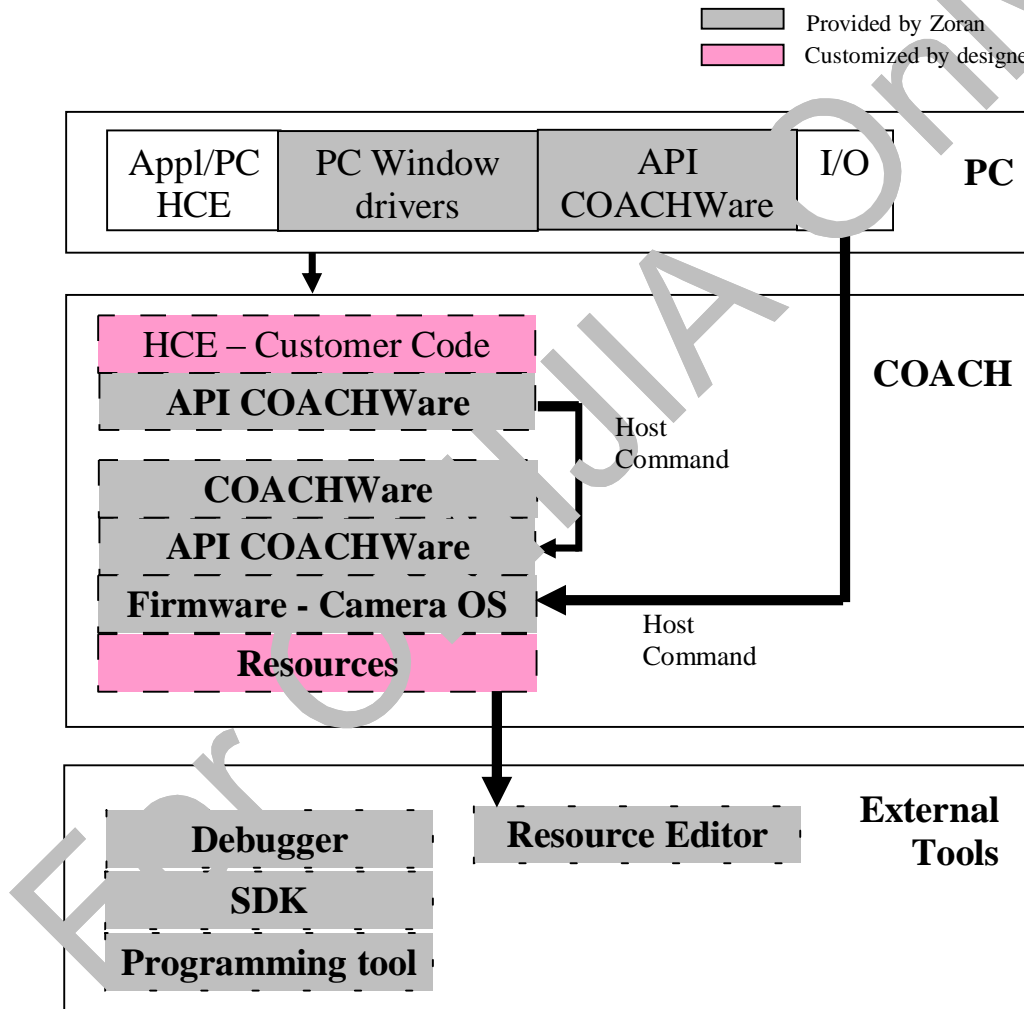 Provided by Zoran
Customized by designe
Appl/PC
HCE
PC Window
drivers
API
COACHWare
I/O
PC
HCE – Customer Code
API COACHWare
COACH
Host
Command
COACHWare
API COACHWare
Firmware - Camera OS
Host
Command
Resources
Debugger
SDK
Programming tool
Resource Editor
External
Tools